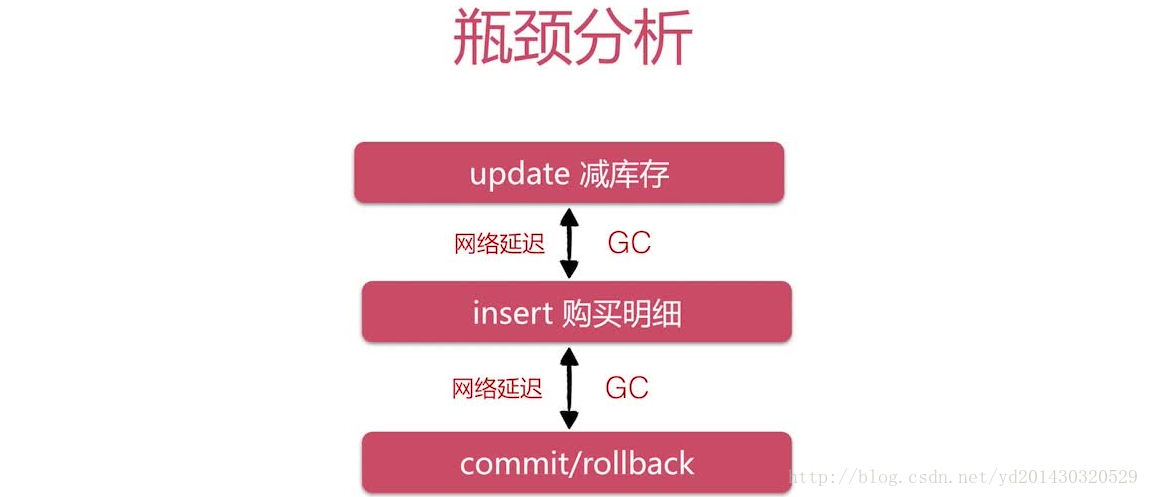 瓶颈分析
update 减库存
网络延迟 GC
insert 购买明细
网络延迟 GC
commit/rollback
http://blog.csdn.net/yd201430320529